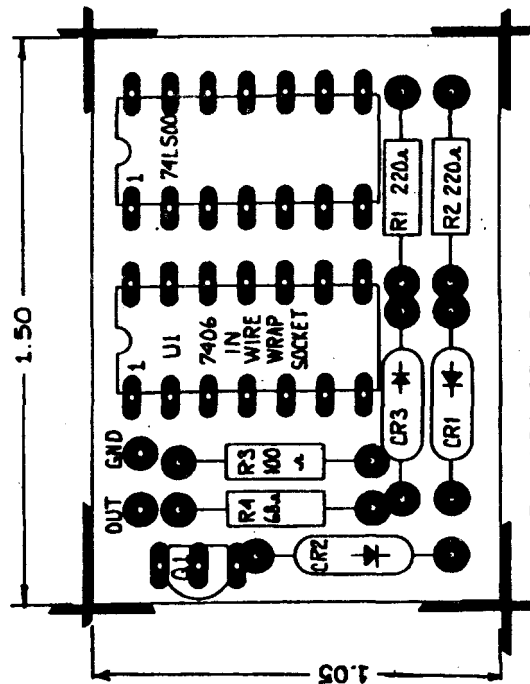 1.50
1
74LS00
R1 220Ω
R2 220Ω
1
U1
7406
IN
WIRE
WRAP
SOCKET
GND
OUT
R3
100
Ω
R4
68Ω
CR3
CR1
Q1
CR2
1.05